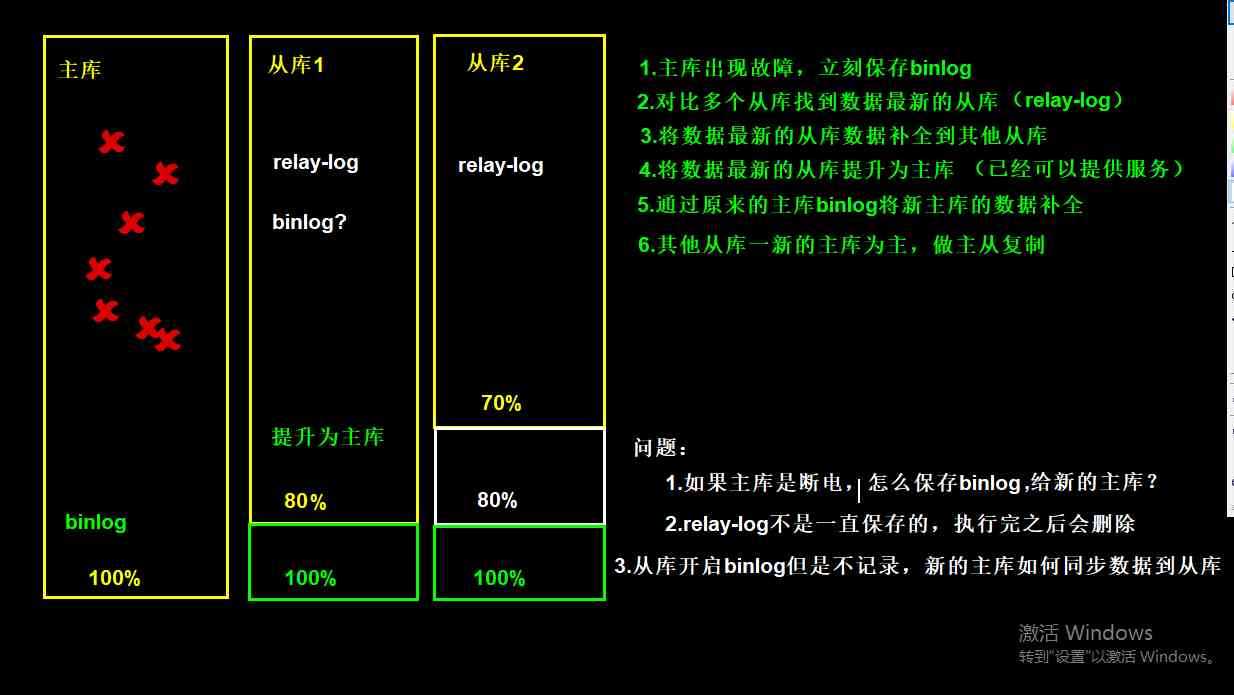 主库
binlog
100%
从库1
relay-log
binlog?
提升为主库
80%
100%
从库2
relay-log
70%
80%
100%
1.主库出现故障，立刻保存binlog
2.对比多个从库找到数据最新的从库（relay-log）
3.将数据最新的从库数据补全到其他从库
4.将数据最新的从库提升为主库 （已经可以提供服务）
5.通过原来的主库binlog将新主库的数据补全
6.其他从库一新的主库为主，做主从复制
问题：
1.如果主库是断电，怎么保存binlog,给新的主库？
2.relay-log不是一直保存的，执行完之后会删除
3.从库开启binlog但是不记录，新的主库如何同步数据到从库
激活 Windows
转到"设置"以激活 Windows。